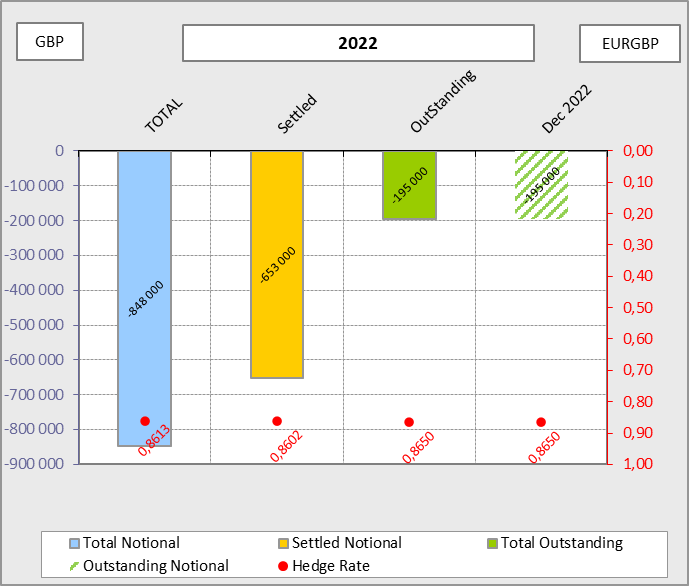 GBP
2022
EURGBP
TOTAL
Settled
OutStanding
Dec 2022
0
-100 000
-200 000
-300 000
-400 000
-500 000
-600 000
-700 000
-800 000
-900 000
-848 000
-653 000
-195 000
-195 000
0,8613
0,8602
0,8650
0,8650
0,00
0,10
0,20
0,30
0,40
0,50
0,60
0,70
0,80
0,90
1,00
Total Notional
Settled Notional
Total Outstanding
Outstanding Notional
Hedge Rate